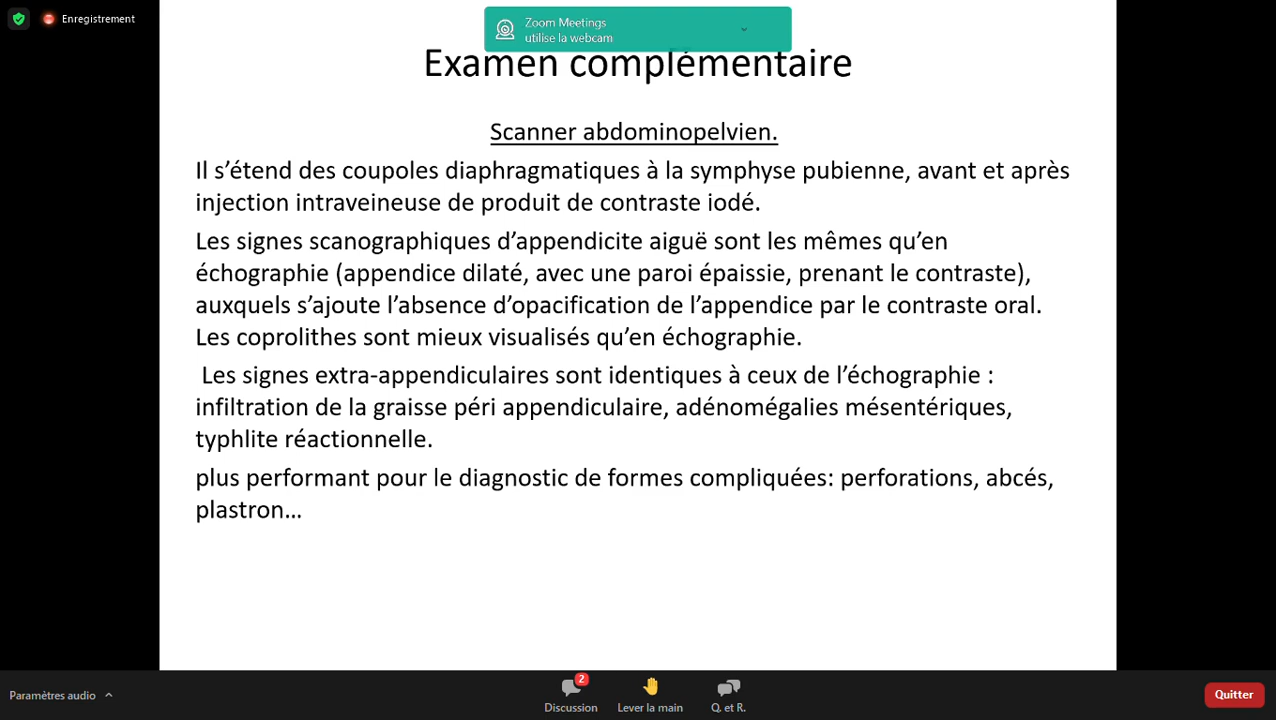 Enregistrement
Zoom Meetings
utilise la webcam
Examen complémentaire
Scanner abdominopelvien.
Il s’étend des coupoles diaphragmatiques à la symphyse pubienne, avant et après
injection intraveineuse de produit de contraste iodé.
Les signes scanographiques d’appendicite aiguë sont les mêmes qu’en
échographie (appendice dilaté, avec une paroi épaissie, prenant le contraste),
auxquels s’ajoute l’absence d’opacification de l’appendice par le contraste oral.
Les coprolithes sont mieux visualisés qu’en échographie.
Les signes extra-appendiculaires sont identiques à ceux de l’échographie :
infiltration de la graisse péri appendiculaire, adénomégalies mésentériques,
typhlite réactionnelle.
plus performant pour le diagnostic de formes compliquées: perforations, abcés,
plastron…
Paramètres audio
2
Discussion
Lever la main
Q. et R.
Quitter